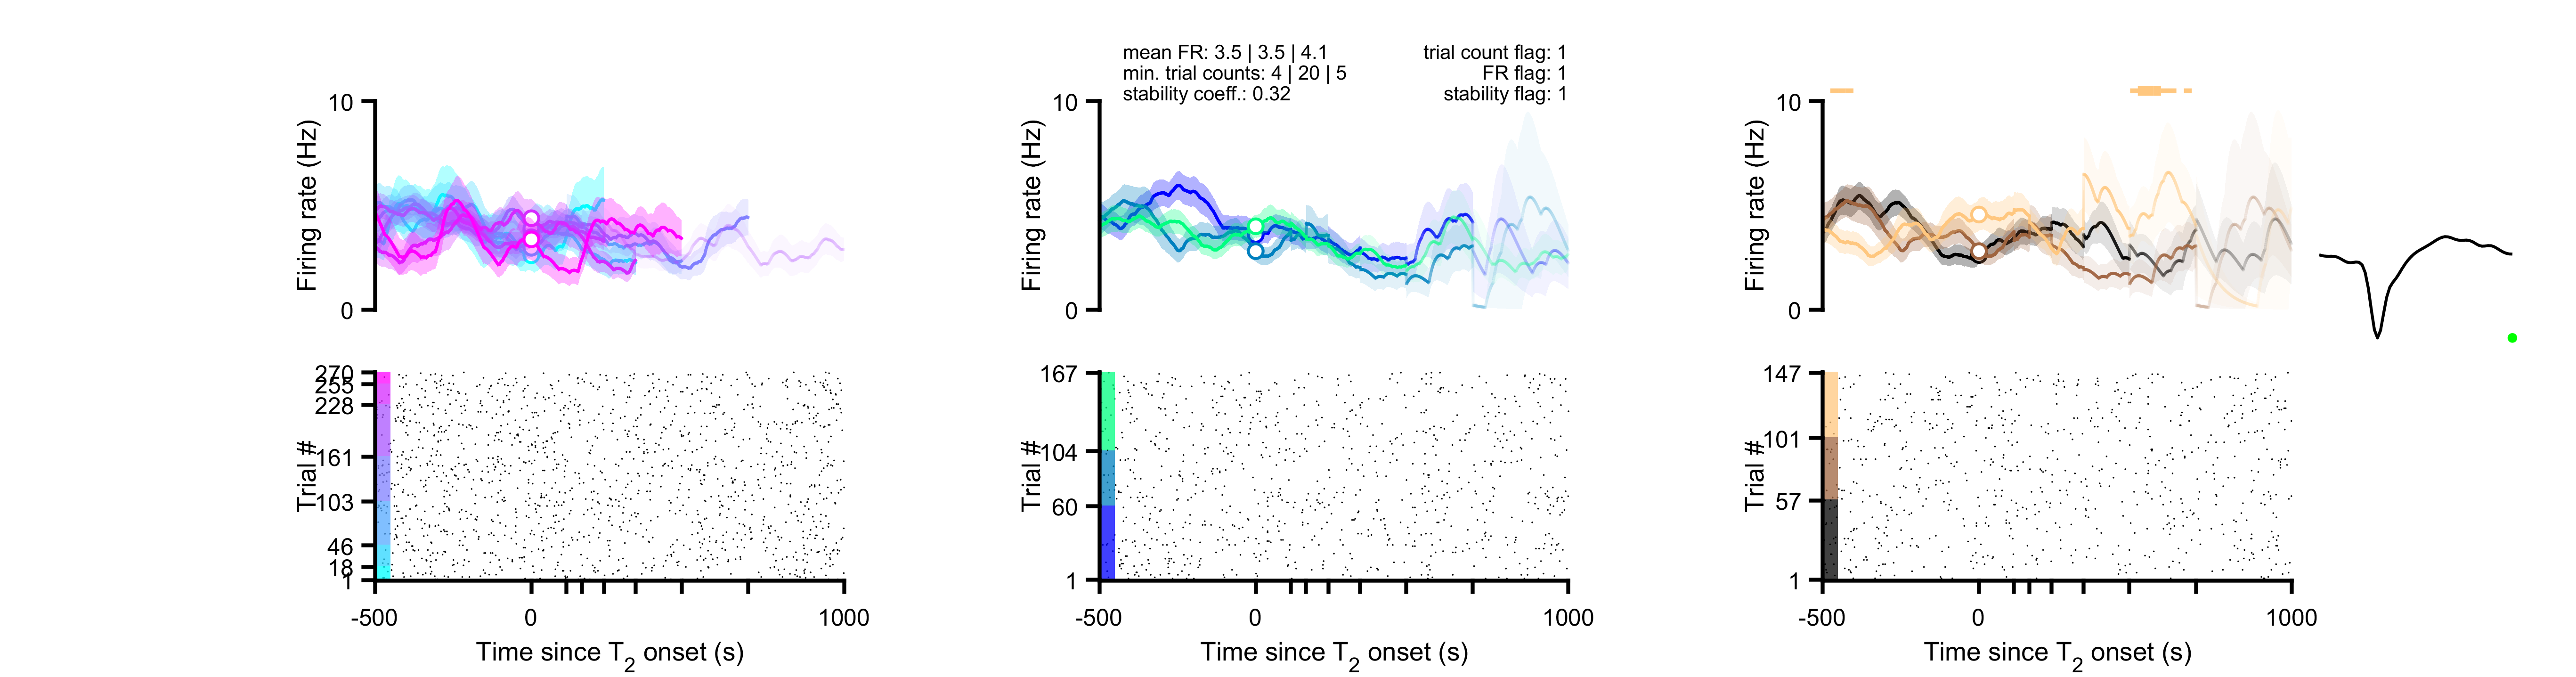 mean FR: 3.5 | 3.5 | 4.1
min. trial counts: 4 | 20 | 5
stability coeff.: 0.32
trial count flag: 1
FR flag: 1
stability flag: 1
10
Firing rate (Hz)
0
10
Firing rate (Hz)
0
10
Firing rate (Hz)
0
270
255
228
161
103
46
18
1
Trial #
-500
0
1000
Time since T2 onset (s)
167
104
60
1
Trial #
-500
0
1000
Time since T2 onset (s)
147
101
57
1
Trial #
-500
0
1000
Time since T2 onset (s)